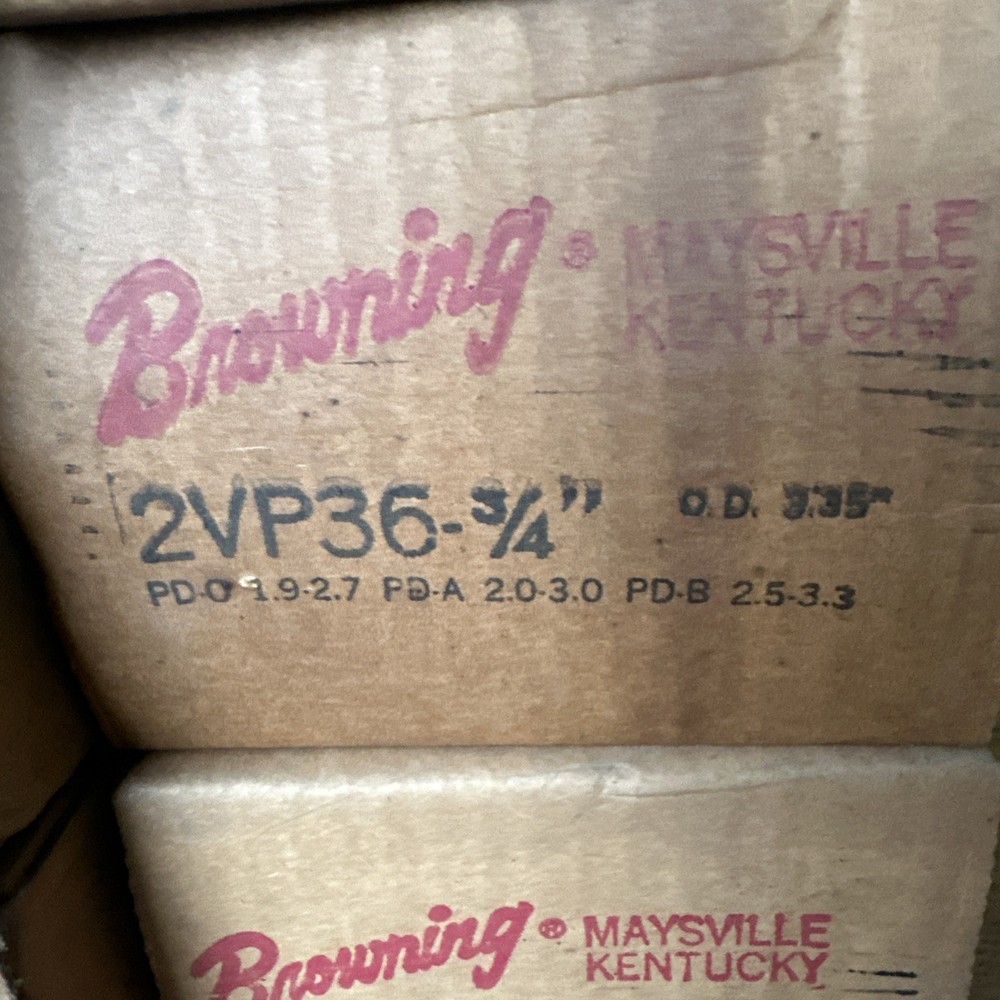 Browning® MAYSVILLE
KENTUCKY
2VP36-¾" O.D. 3.35"
PD-O 1.9-2.7 PD-A 2.0-3.0 PD-B 2.5-3.3
Browning® MAYSVILLE
KENTUCKY